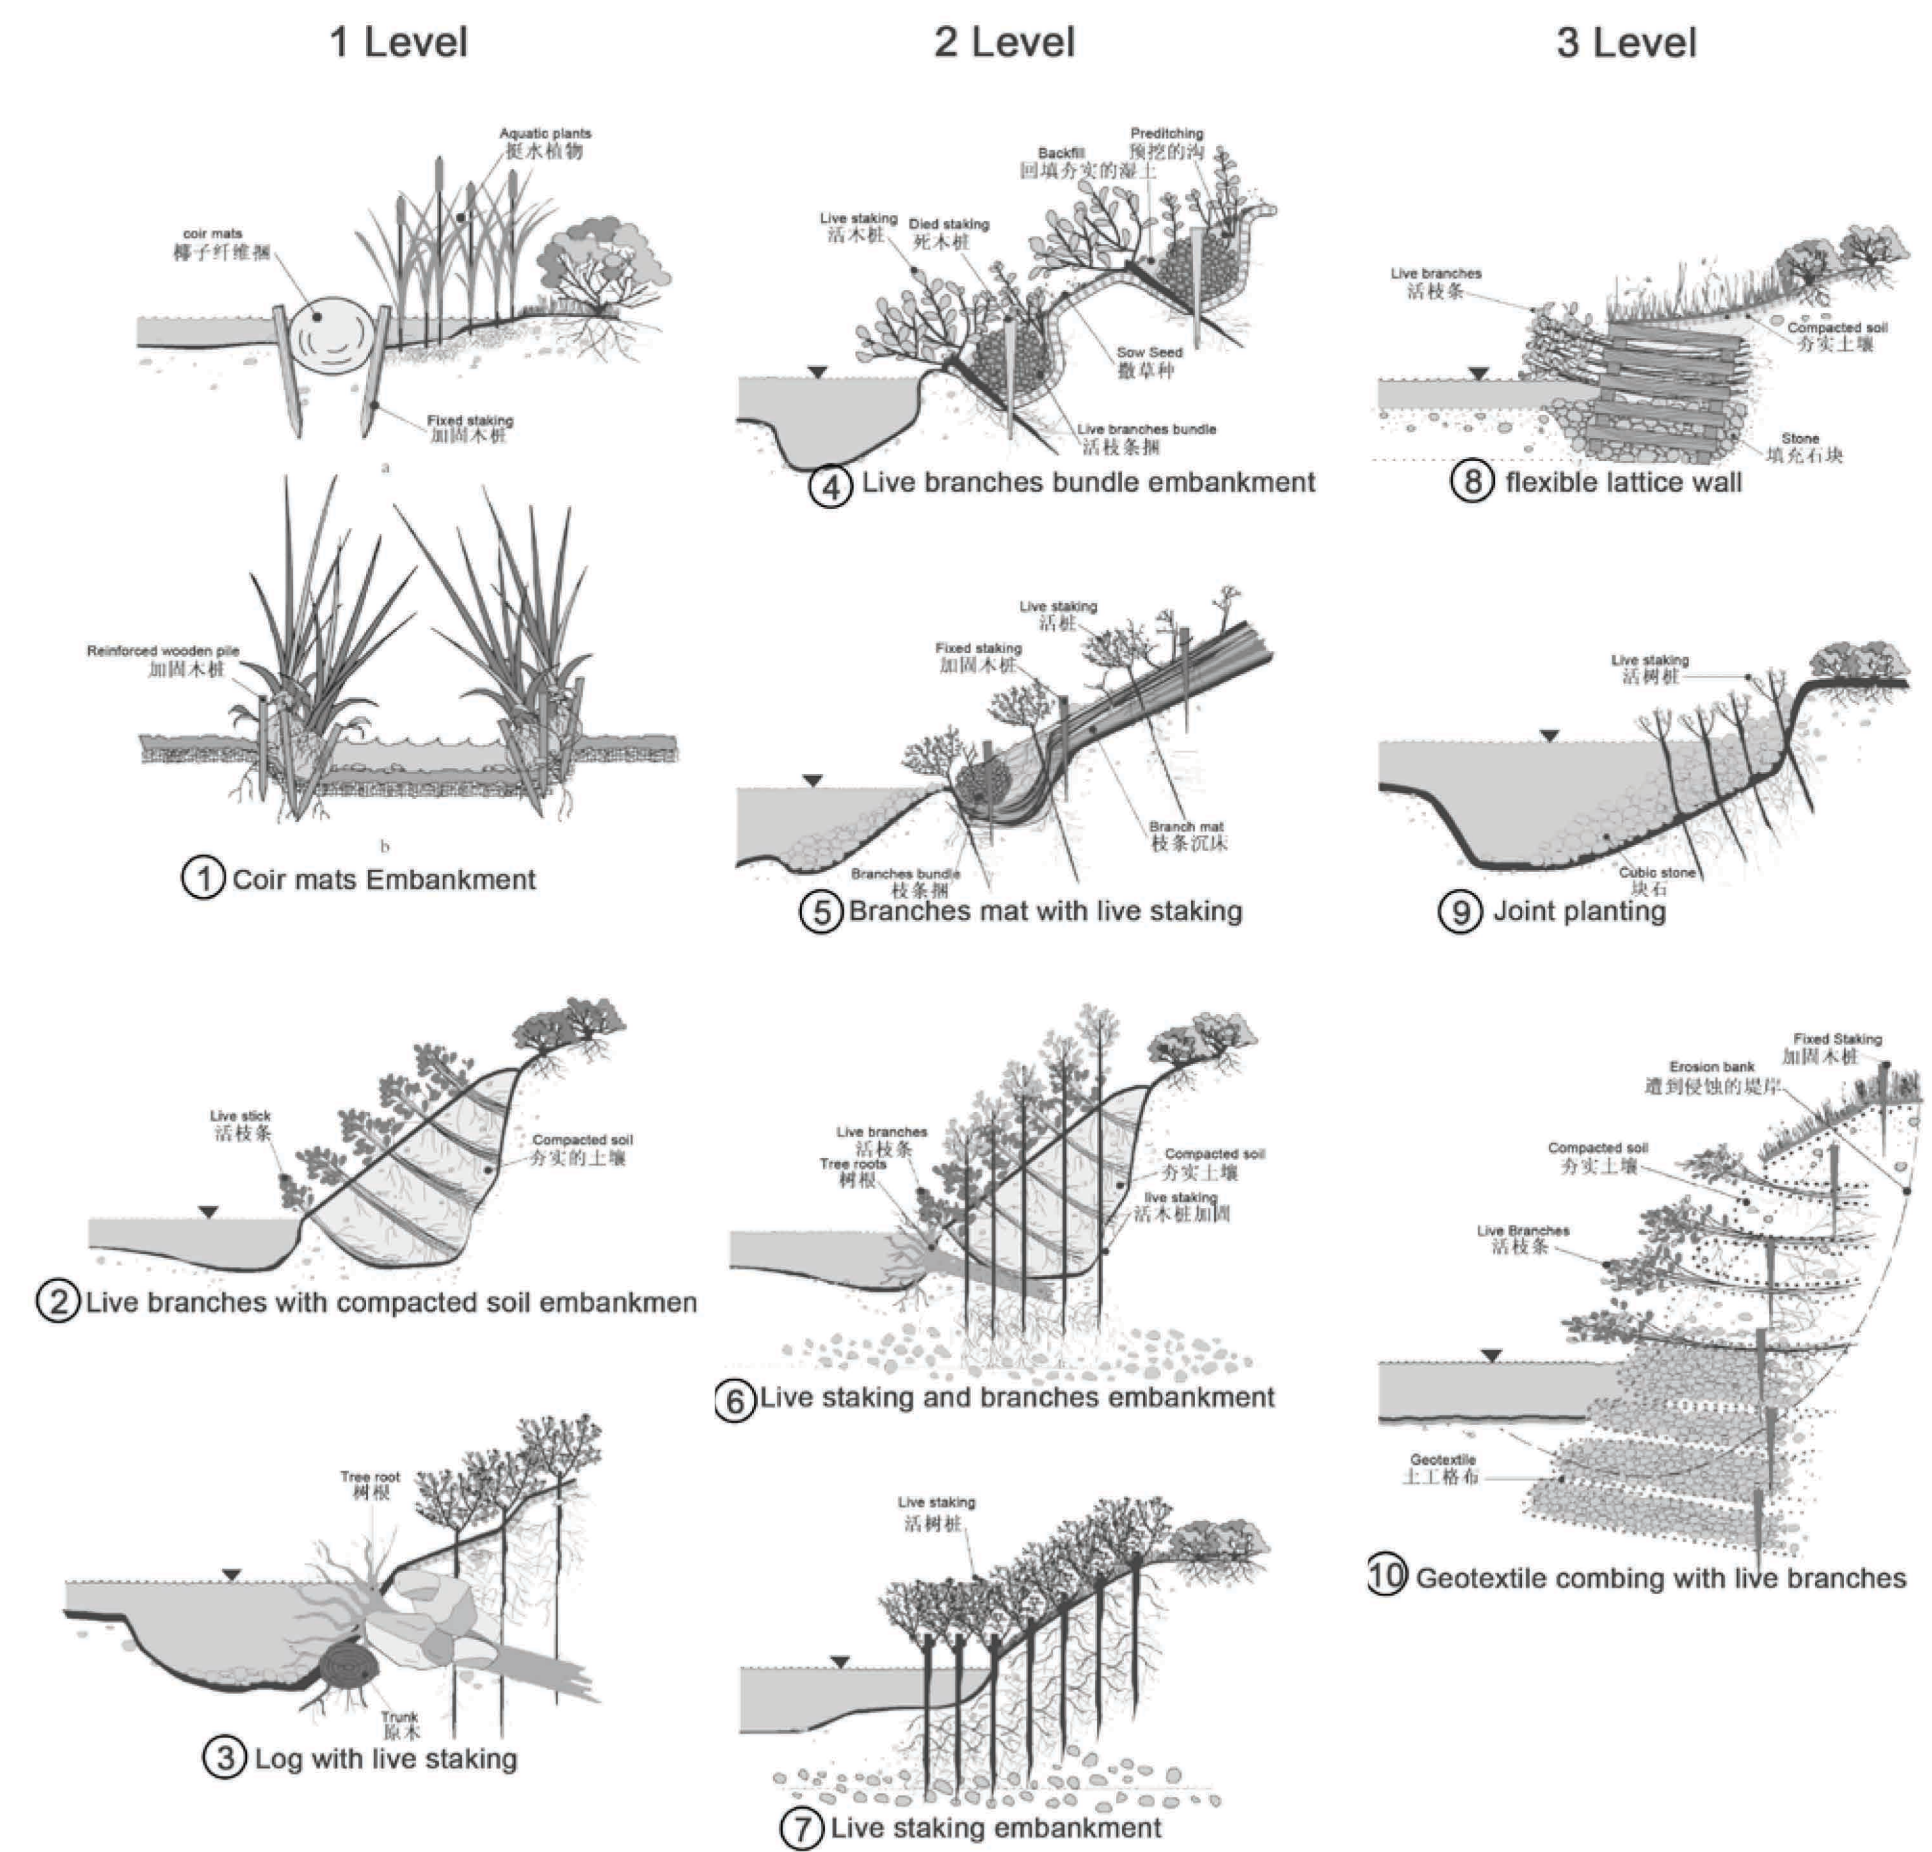 1 Level
2 Level
3 Level
Aquatic plants
挺水植物
coir mats
椰子纤维捆
Fixed staking
加固木桩
a
Reinforced wooden pile
加固木桩
b
1 Coir mats Embankment
Live stick
活枝条
Compacted soil
夯实的土壤
2 Live branches with compacted soil embankmen
Tree root
树根
Trunk
原木
3 Log with live staking
Preditching
预挖的沟
Backfill
回填夯实的湿土
Live staking
活木桩
Died staking
死木桩
Sow Seed
撒草种
Live branches bundle
活枝条捆
4 Live branches bundle embankment
Live staking
活桩
Fixed staking
加固木桩
Branch mat
枝条沉床
Branches bundle
枝条捆
5 Branches mat with live staking
Live branches
活枝条
Tree roots
树根
Compacted soil
夯实土壤
live staking
活木桩加固
6 Live staking and branches embankment
Live staking
活树桩
7 Live staking embankment
Live branches
活枝条
Compacted soil
夯实土壤
Stone
填充石块
8 flexible lattice wall
Live staking
活树桩
Cubic stone
块石
9 Joint planting
Fixed Staking
加固木桩
Erosion bank
遭到侵蚀的堤岸
Compacted soil
夯实土壤
Live Branches
活枝条
Geotextile
土工格布
10 Geotextile combing with live branches